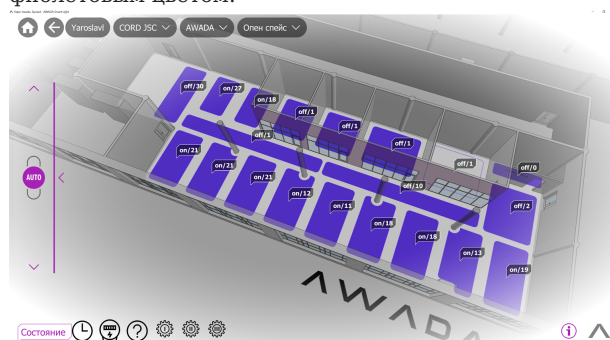 фиолетовым цветом.
Yaroslavl
CORD JSC
AWADA
Опен спейс
off/30
on/27
on/18
off/1
off/1
off/1
off/1
off/1
off/0
on/21
on/21
on/21
on/12
off/10
off/2
on/11
on/18
on/18
on/13
on/19
AUTO
AWADA
Состояние